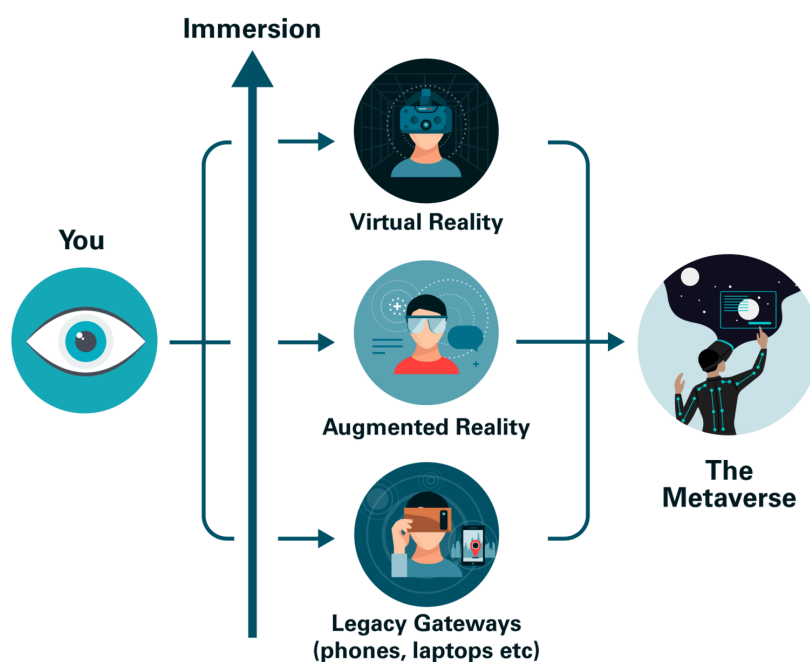 Immersion
You
Virtual Reality
Augmented Reality
The
Metaverse
Legacy Gateways
(phones, laptops etc)